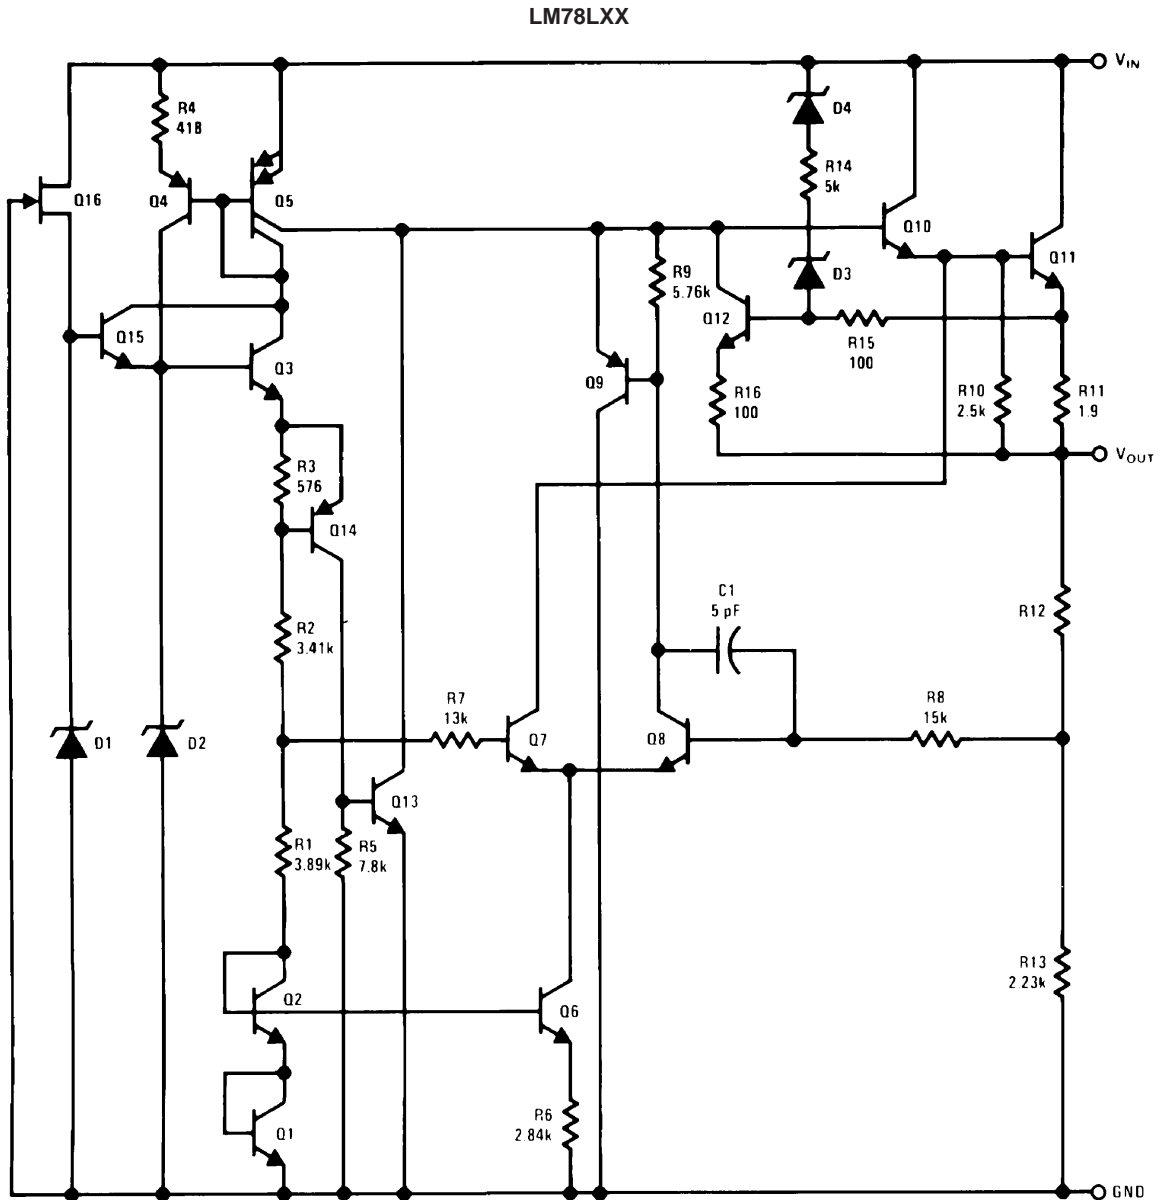 LM78LXX
VIN
R4
418
D4
R14
5k
Q16
Q4
Q5
Q10
Q11
R9
5.76k
D3
Q12
Q15
R15
100
Q3
Q9
R16
100
R10
2.5k
R11
1.9
VOUT
R3
576
Q14
C1
5 pF
R12
R2
3.41k
R7
13k
R8
15k
D1
D2
Q7
Q8
Q13
R1
3.89k
R5
7.8k
R13
2.23k
Q2
Q6
R6
2.84k
Q1
GND